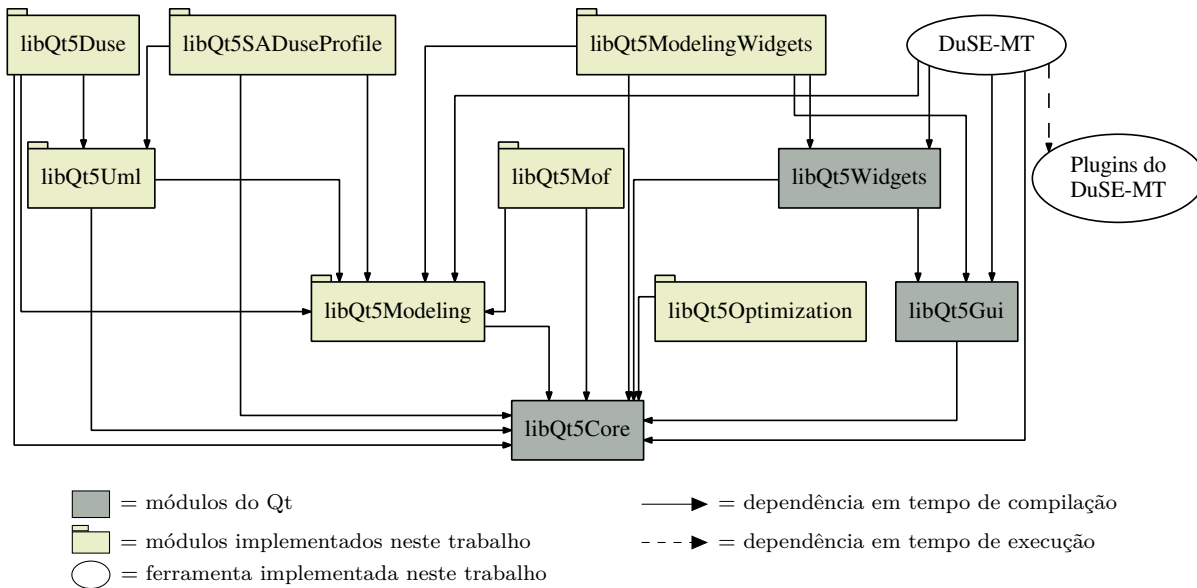 libQt5Duse
libQt5SADuseProfile
libQt5ModelingWidgets
DuSE-MT
libQt5Uml
libQt5Mof
libQt5Widgets
Plugins do
DuSE-MT
libQt5Modeling
libQt5Optimization
libQt5Gui
libQt5Core
= módulos do Qt
= dependência em tempo de compilação
= módulos implementados neste trabalho
= dependência em tempo de execução
= ferramenta implementada neste trabalho